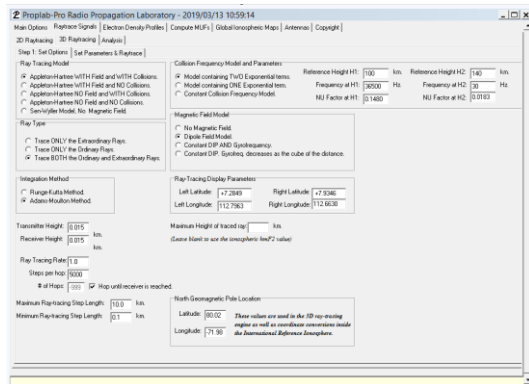 Proplab-Pro Radio Propagation Laboratory - 2019/03/13 10:59:14
Main Options Raytrace Signals Electron Density Profiles Compute MUFs Global Ionospheric Maps Antennas Copyright
2D Raytracing 3D Raytracing Analysis
Step 1: Set Options Set Parameters & Raytrace
Ray Tracing Model
Appleton-Hartree WITH Field and WITH Collisions.
Appleton-Hartree WITH Field and NO Collisions.
Appleton-Hartree NO Field and WITH Collisions.
Appleton-Hartree NO Field and NO Collisions.
Sen-Wyller Model, No Magnetic Field.
Collision Frequency Model and Parameters
Model containing TWO Exponential terms.
Model containing ONE Exponential term.
Constant Collision Frequency Model.
Reference Height H1: 100 km.
Frequency at H1: 36500 Hz
NU Factor at H1: 0.1480
Reference Height H2: 140 km.
Frequency at H2: 30 Hz
NU Factor at H2: 0.0183
Ray Type
Trace ONLY the Extraordinary Rays.
Trace ONLY the Ordinary Rays.
Trace BOTH the Ordinary and Extraordinary Rays.
Magnetic Field Model
No Magnetic Field.
Dipole Field Model.
Constant DIP AND Gyrofrequency.
Constant DIP. Gyrofreq. decreases as the cube of the distance.
Integration Method
Runge-Kutta Method.
Adams-Moulton Method.
Ray-Tracing Display Parameters
Left Latitude: +7.2849 Right Latitude: +7.9346
Left Longitude: 112.7963 Right Longitude: 112.6630
Transmitter Height: 0.015 km.
Receiver Height: 0.015 km.
Maximum Height of traced ray: km.
(Leave blank to use the ionospheric hmF2 value)
Ray Tracing Rate: 1.0
Steps per hop: 5000
# of Hops: -999 Hop until receiver is reached.
Maximum Ray-tracing Step Length: 10.0 km.
Minimum Ray-tracing Step Length: 0.1 km.
North Geomagnetic Pole Location
Latitude: 80.02
Longitude: -71.98
These values are used in the 3D ray-tracing
engine as well as coordinate conversions inside
the International Reference Ionosphere.